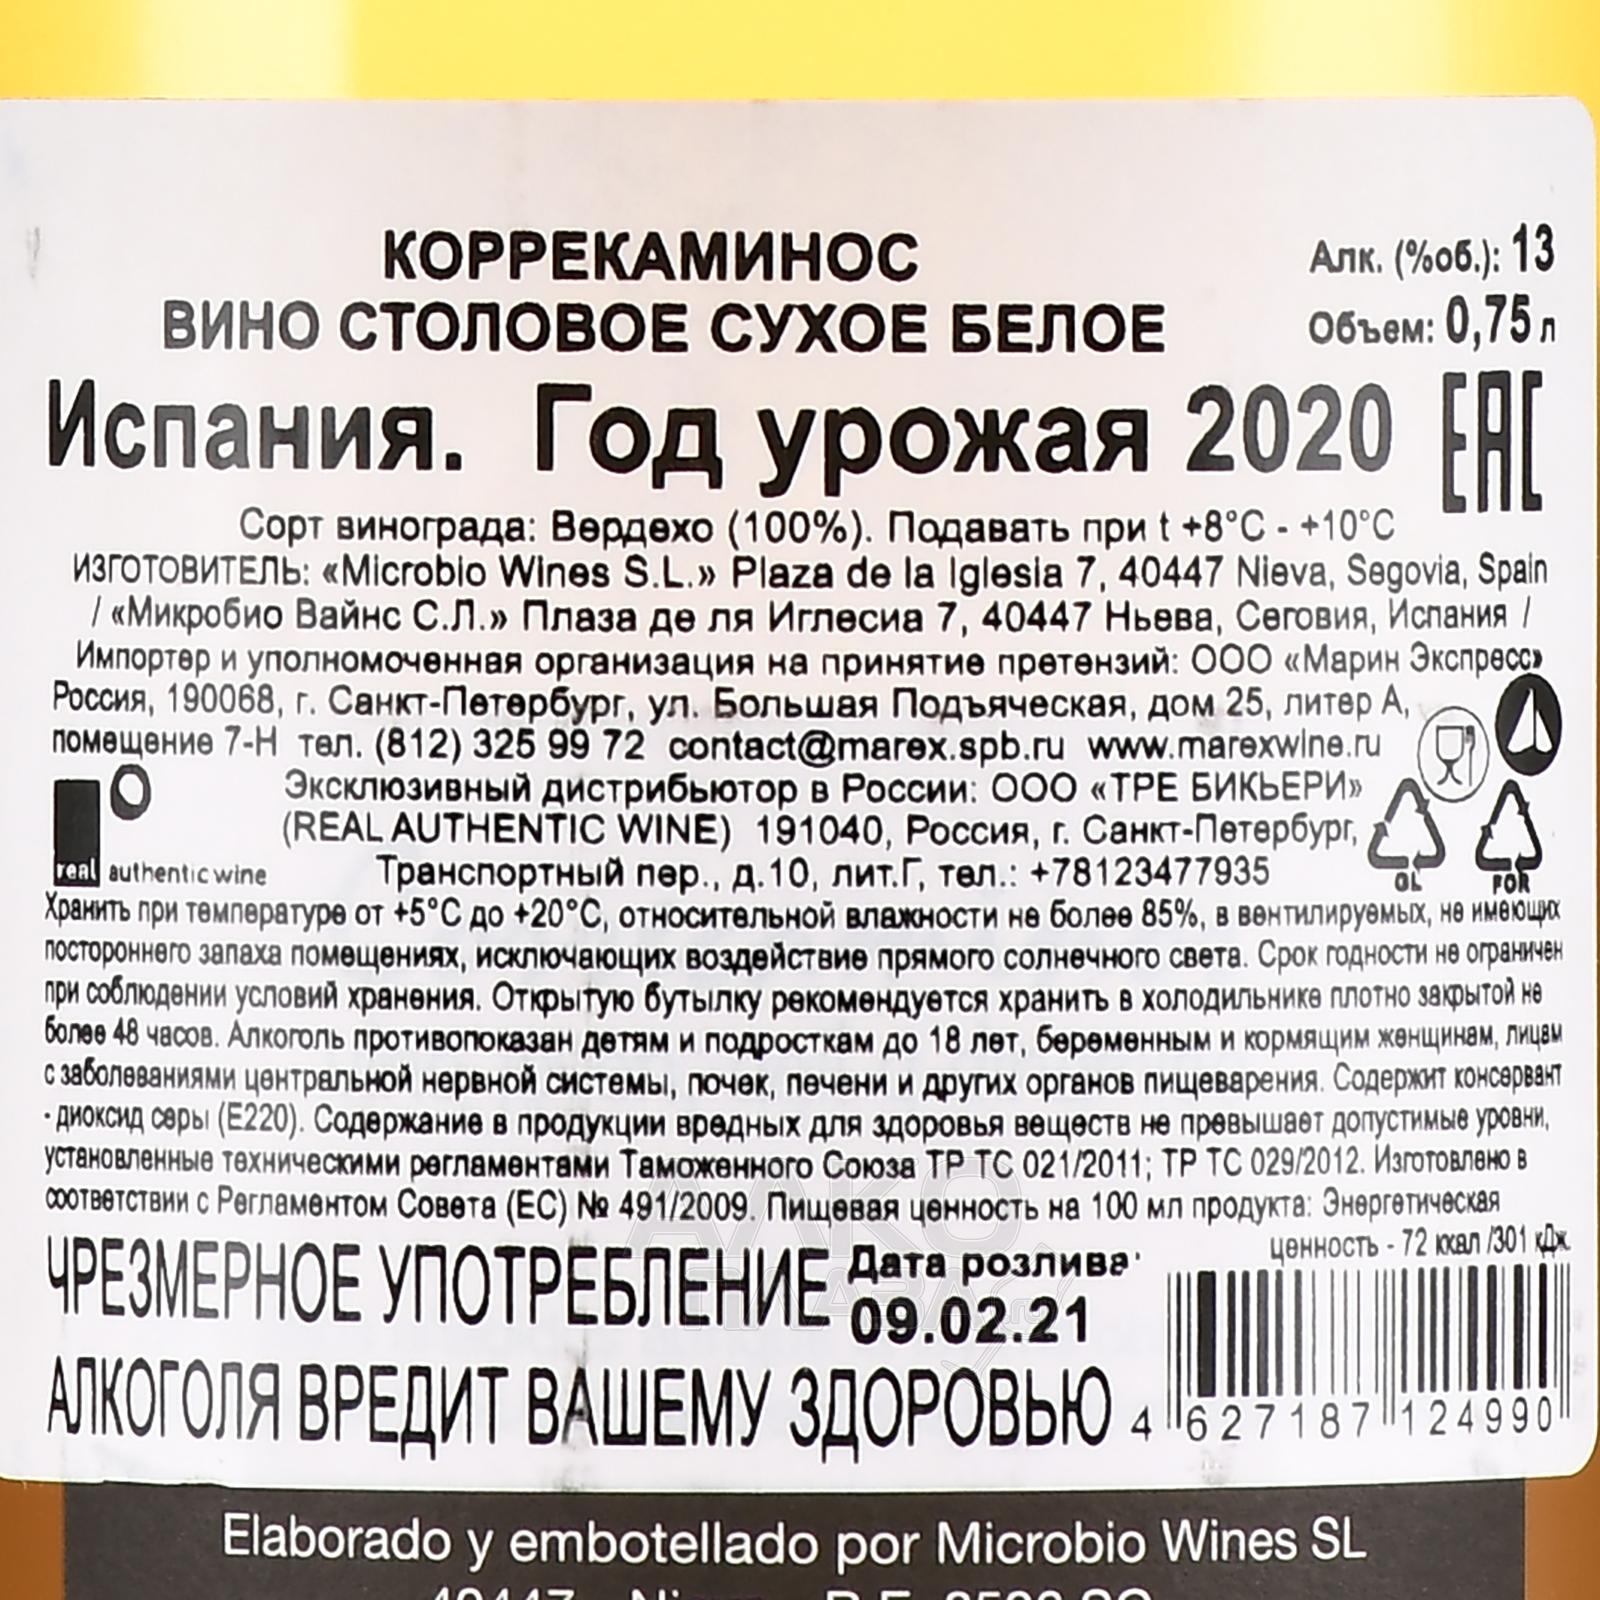 КОРРЕКАМИНОС
ВИНО СТОЛОВОЕ СУХОЕ БЕЛОЕ
Алк. (%об.): 13
Объем: 0,75 л
Испания. Год урожая 2020
EAC
Сорт винограда: Вердехо (100%). Подавать при t +8°C - +10°C
ИЗГОТОВИТЕЛЬ: «Microbio Wines S.L.» Plaza de la Iglesia 7, 40447 Nieva, Segovia, Spain
/ «Микробио Вайнс С.Л.» Плаза де ля Иглесиа 7, 40447 Ньева, Сеговия, Испания /
Импортер и уполномоченная организация на принятие претензий: ООО «Марин Экспресс»
Россия, 190068, г. Санкт-Петербург, ул. Большая Подъяческая, дом 25, литер А,
помещение 7-Н тел. (812) 325 99 72 contact@marex.spb.ru www.marexwine.ru
Эксклюзивный дистрибьютор в России: ООО «ТРЕ БИКЬЕРИ»
(REAL AUTHENTIC WINE) 191040, Россия, г. Санкт-Петербург,
Транспортный пер., д.10, лит.Г, тел.: +78123477935
real authentic wine
GL FOR
Хранить при температуре от +5°C до +20°C, относительной влажности не более 85%, в вентилируемых, не имеющих
постороннего запаха помещениях, исключающих воздействие прямого солнечного света. Срок годности не ограничен
при соблюдении условий хранения. Открытую бутылку рекомендуется хранить в холодильнике плотно закрытой не
более 48 часов. Алкоголь противопоказан детям и подросткам до 18 лет, беременным и кормящим женщинам, лицам
с заболеваниями центральной нервной системы, почек, печени и других органов пищеварения. Содержит консервант
- диоксид серы (Е220). Содержание в продукции вредных для здоровья веществ не превышает допустимые уровни,
установленные техническими регламентами Таможенного Союза ТР ТС 021/2011; ТР ТС 029/2012. Изготовлено в
соответствии с Регламентом Совета (ЕС) № 491/2009. Пищевая ценность на 100 мл продукта: Энергетическая
ценность - 72 ккал /301 кДж.
ЧРЕЗМЕРНОЕ УПОТРЕБЛЕНИЕ
АЛКОГОЛЯ ВРЕДИТ ВАШЕМУ ЗДОРОВЬЮ
Дата розлива:
09.02.21
4 627187 124990
Elaborado y embotellado por Microbio Wines SL